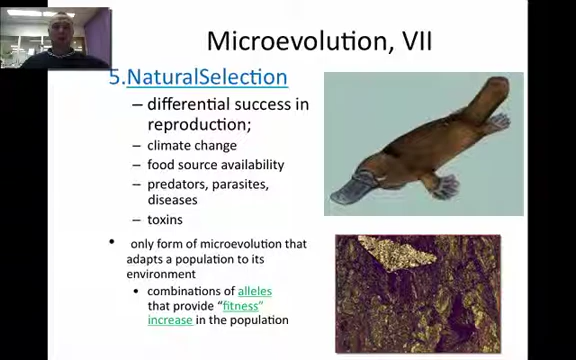 Microevolution, VII
5.NaturalSelection
– differential success in
reproduction;
– climate change
– food source availability
– predators, parasites,
diseases
– toxins
• only form of microevolution that
adapts a population to its
environment
• combinations of alleles
that provide “fitness”
increase in the population